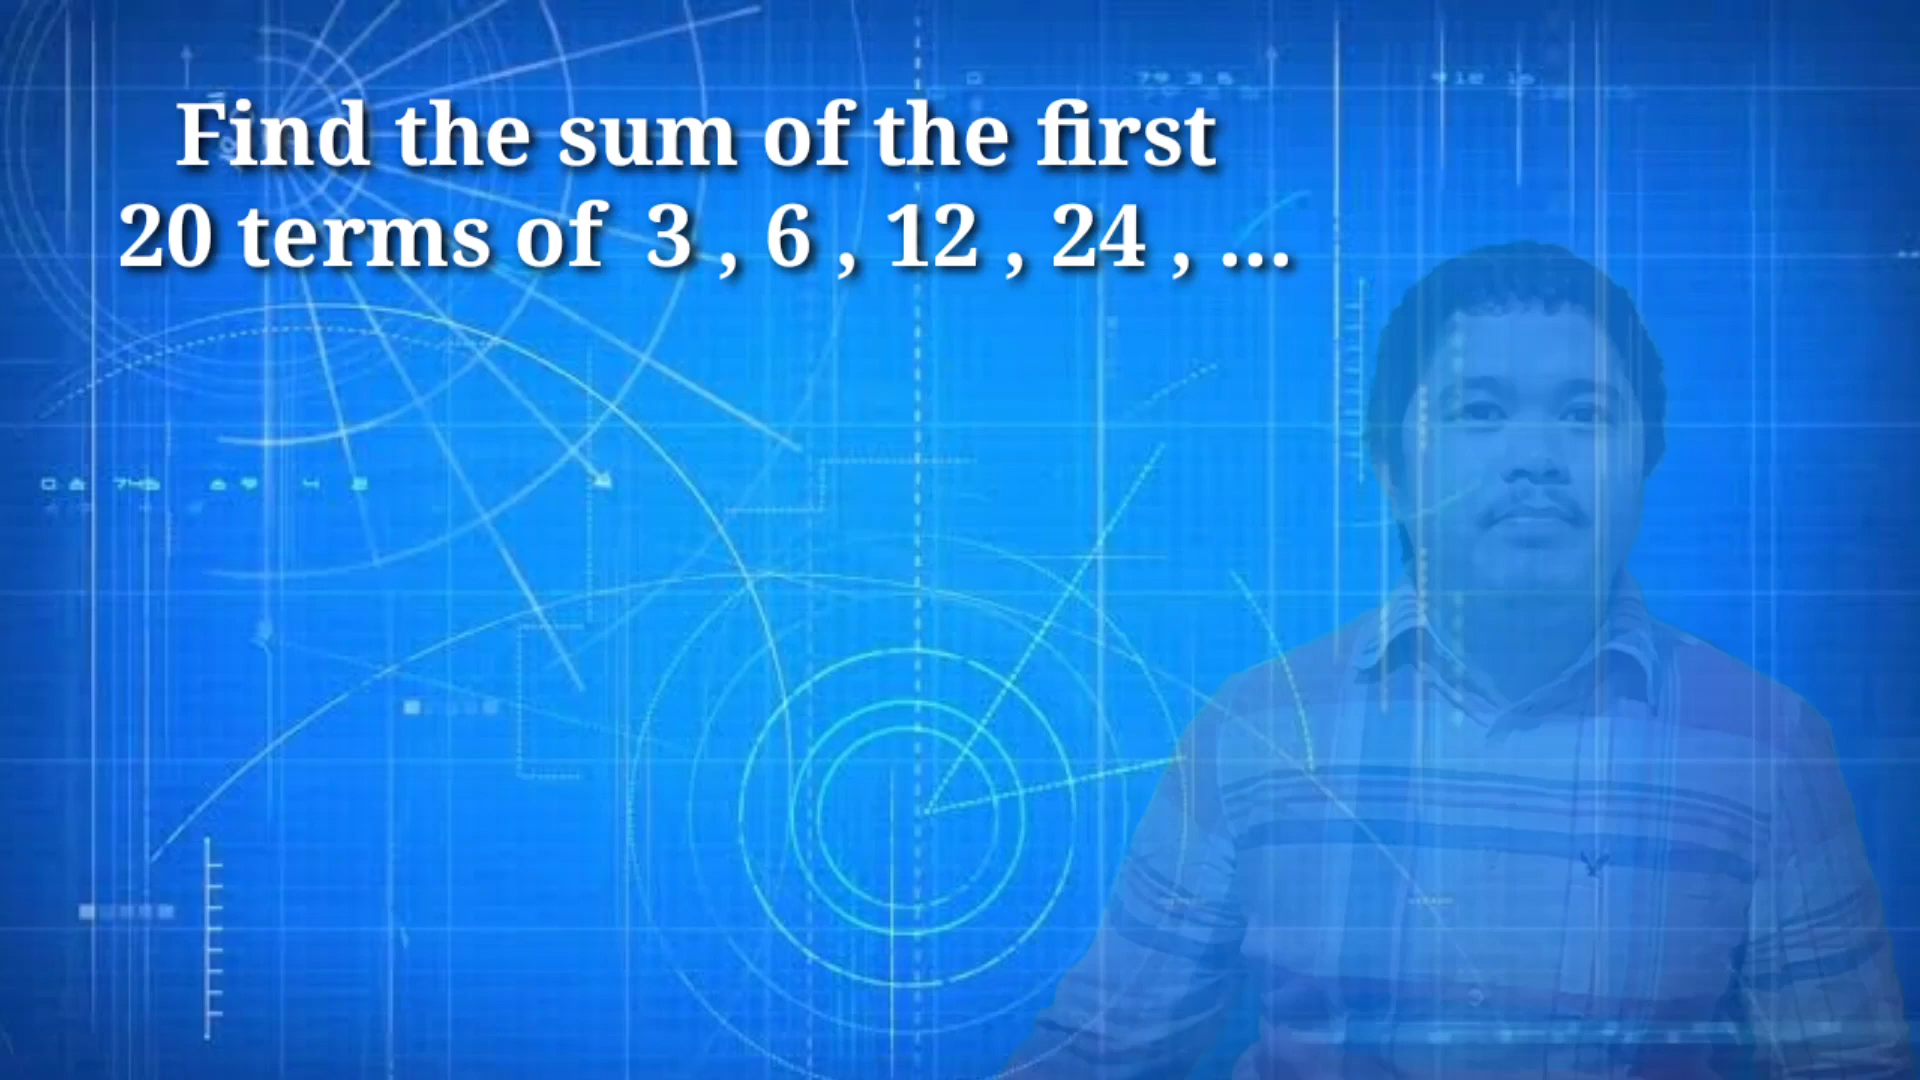 Find the sum of the first
20 terms of 3 , 6 , 12 , 24 , ...